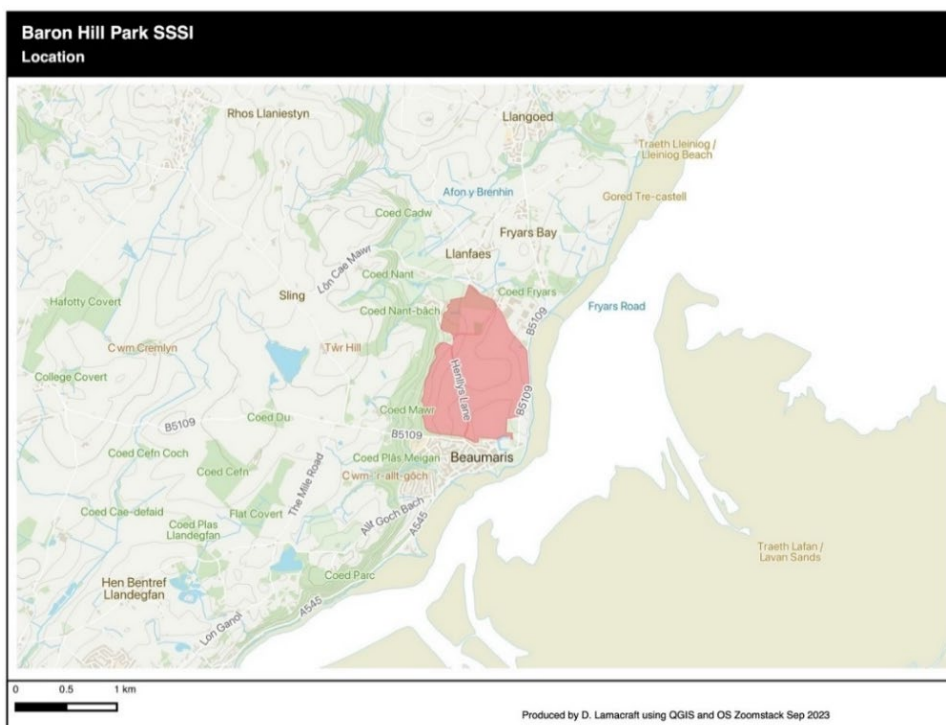 Baron Hill Park SSSI
Location
Rhos Llaniestyn
Llangoed
Traeth Lleiniog /
Lleiniog Beach
Afon y Brenhin
Gored Tre-castell
Coed Cadw
Fryars Bay
Lôn Cae Mawr
Llanfaes
Coed Nant
Coed Fryars
Sling
Hafotty Covert
Coed Nant-bâch
Fryars Road
B5109
Cwm Cremlyn
Tŵr Hill
College Covert
Henllys Lane
B5109
Coed Mawr
Coed Du
B5109
B5109
Coed Cefn Coch
Coed Plâs Meigan
Beaumaris
Coed Cefn
The Mile Road
Cwm-'r-allt-gôch
Coed Cae-defaid
Flat Covert
Allt Goch Bach
Coed Plas
Llandegfan
A545
Traeth Lafan /
Lavan Sands
Coed Parc
Hen Bentref
Llandegfan
A545
Lon Ganol
0 0.5 1 km
Produced by D. Lamacraft using QGIS and OS Zoomstack Sep 2023